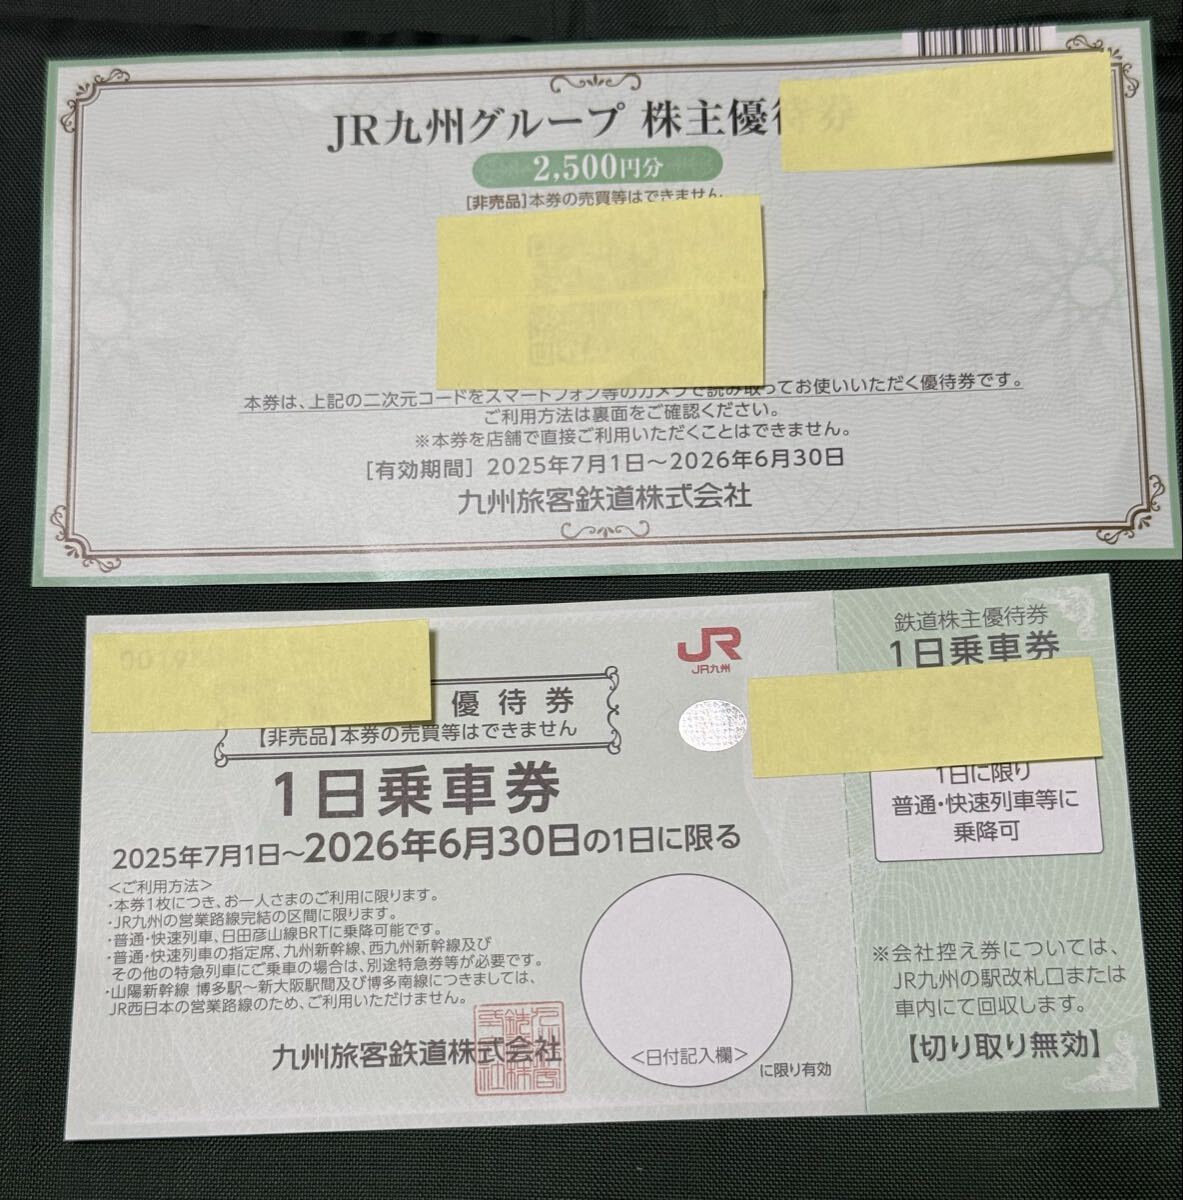 JR九州グループ 株主優待券
2,500円分
[非売品]本券の売買等はできません
本券は、上記の二次元コードをスマートフォン等のカメラで読み取ってお使いいただく優待券です。
ご利用方法は裏面をご確認ください。
※本券を店舗で直接ご利用いただくことはできません。
[有効期間] 2025年7月1日～2026年6月30日
九州旅客鉄道株式会社
JR
JR九州
優待券
【非売品】本券の売買等はできません
1日乗車券
2025年7月1日～2026年6月30日の1日に限る
<ご利用方法>
・本券1枚につき、お一人さまのご利用に限ります。
・JR九州の営業路線完結の区間に限ります。
・普通・快速列車、日田彦山線BRTに乗降可能です。
・普通・快速列車の指定席、九州新幹線、西九州新幹線及び
その他の特急列車にご乗車の場合は、別途特急券等が必要です。
・山陽新幹線 博多駅～新大阪駅間及び博多南線につきましては、
JR西日本の営業路線のため、ご利用いただけません。
九州旅客鉄道株式会社
<日付記入欄>
に限り有効
鉄道株主優待券
1日乗車券
1日に限り
普通・快速列車等に
乗降可
※会社控え券については、
JR九州の駅改札口または
車内にて回収します。
【切り取り無効】